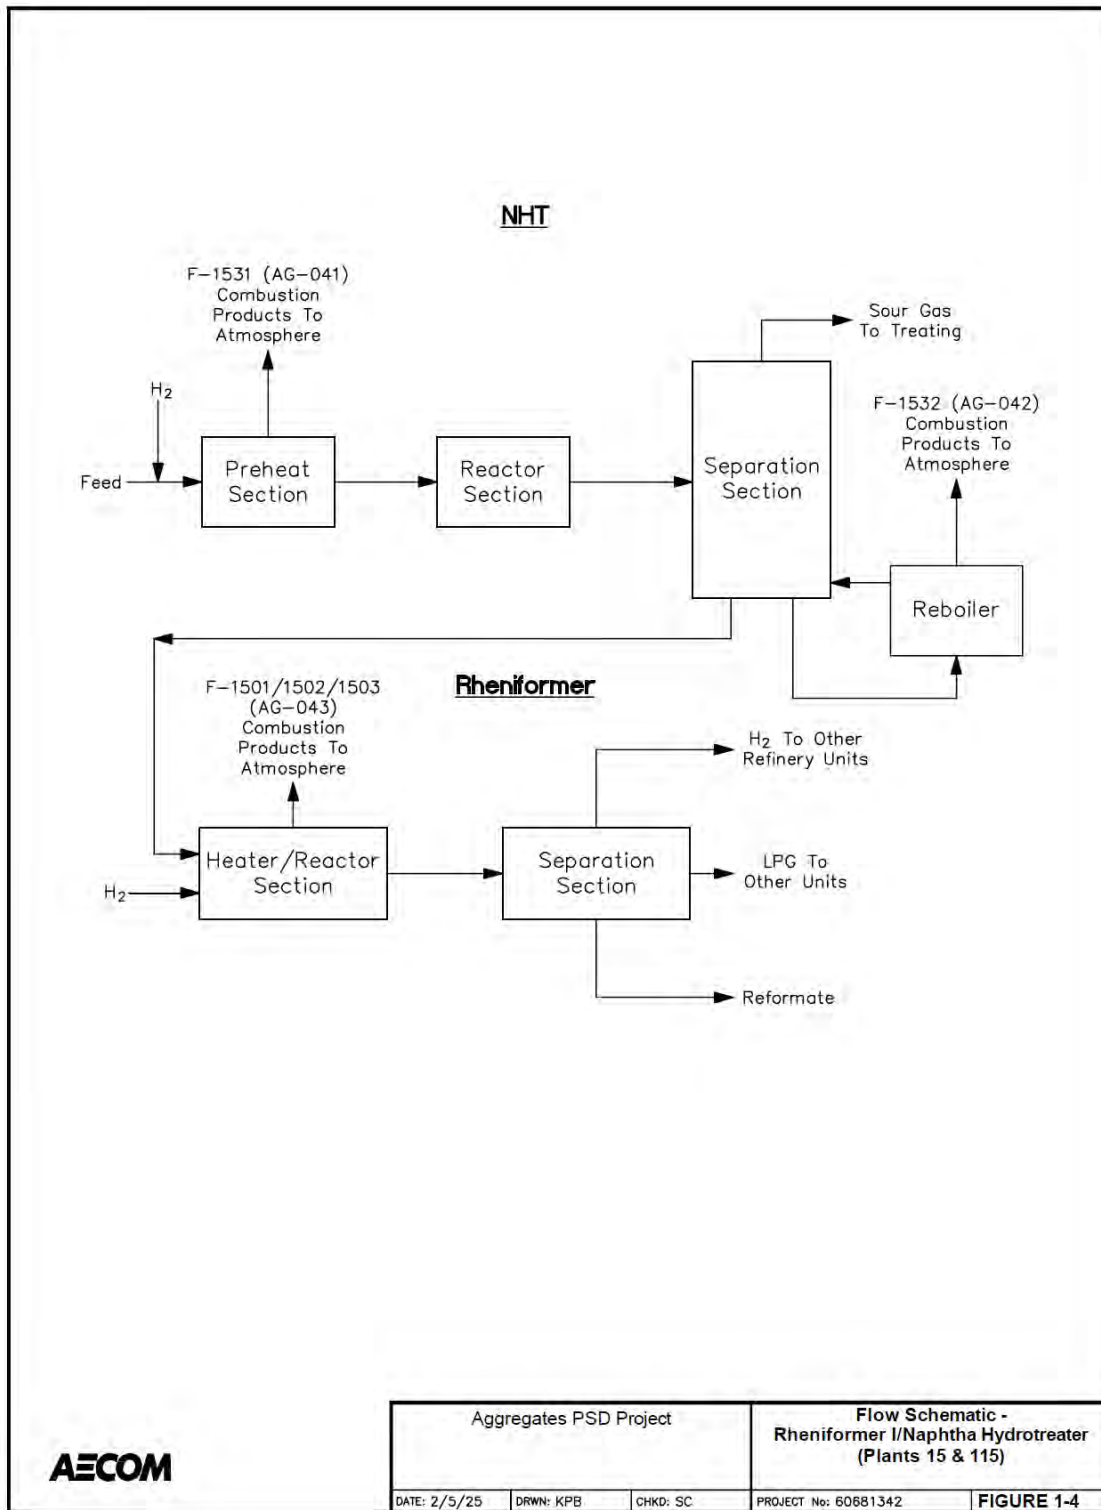 NHT
F-1531 (AG-041)
Combustion
Products To
Atmosphere
Sour Gas
To Treating
H2
F-1532 (AG-042)
Combustion
Products To
Atmosphere
Feed
Preheat
Section
Reactor
Section
Separation
Section
Reboiler
Rheniformer
F-1501/1502/1503
(AG-043)
Combustion
Products To
Atmosphere
H2 To Other
Refinery Units
Heater/Reactor
Section
H2
Separation
Section
LPG To
Other Units
Reformate
AECOM
Aggregates PSD Project
Flow Schematic -
Rheniformer I/Naphtha Hydrotreater
(Plants 15 & 115)
DATE: 2/5/25
DRWN: KPB
CHKD: SC
PROJECT No: 60681342
FIGURE 1-4